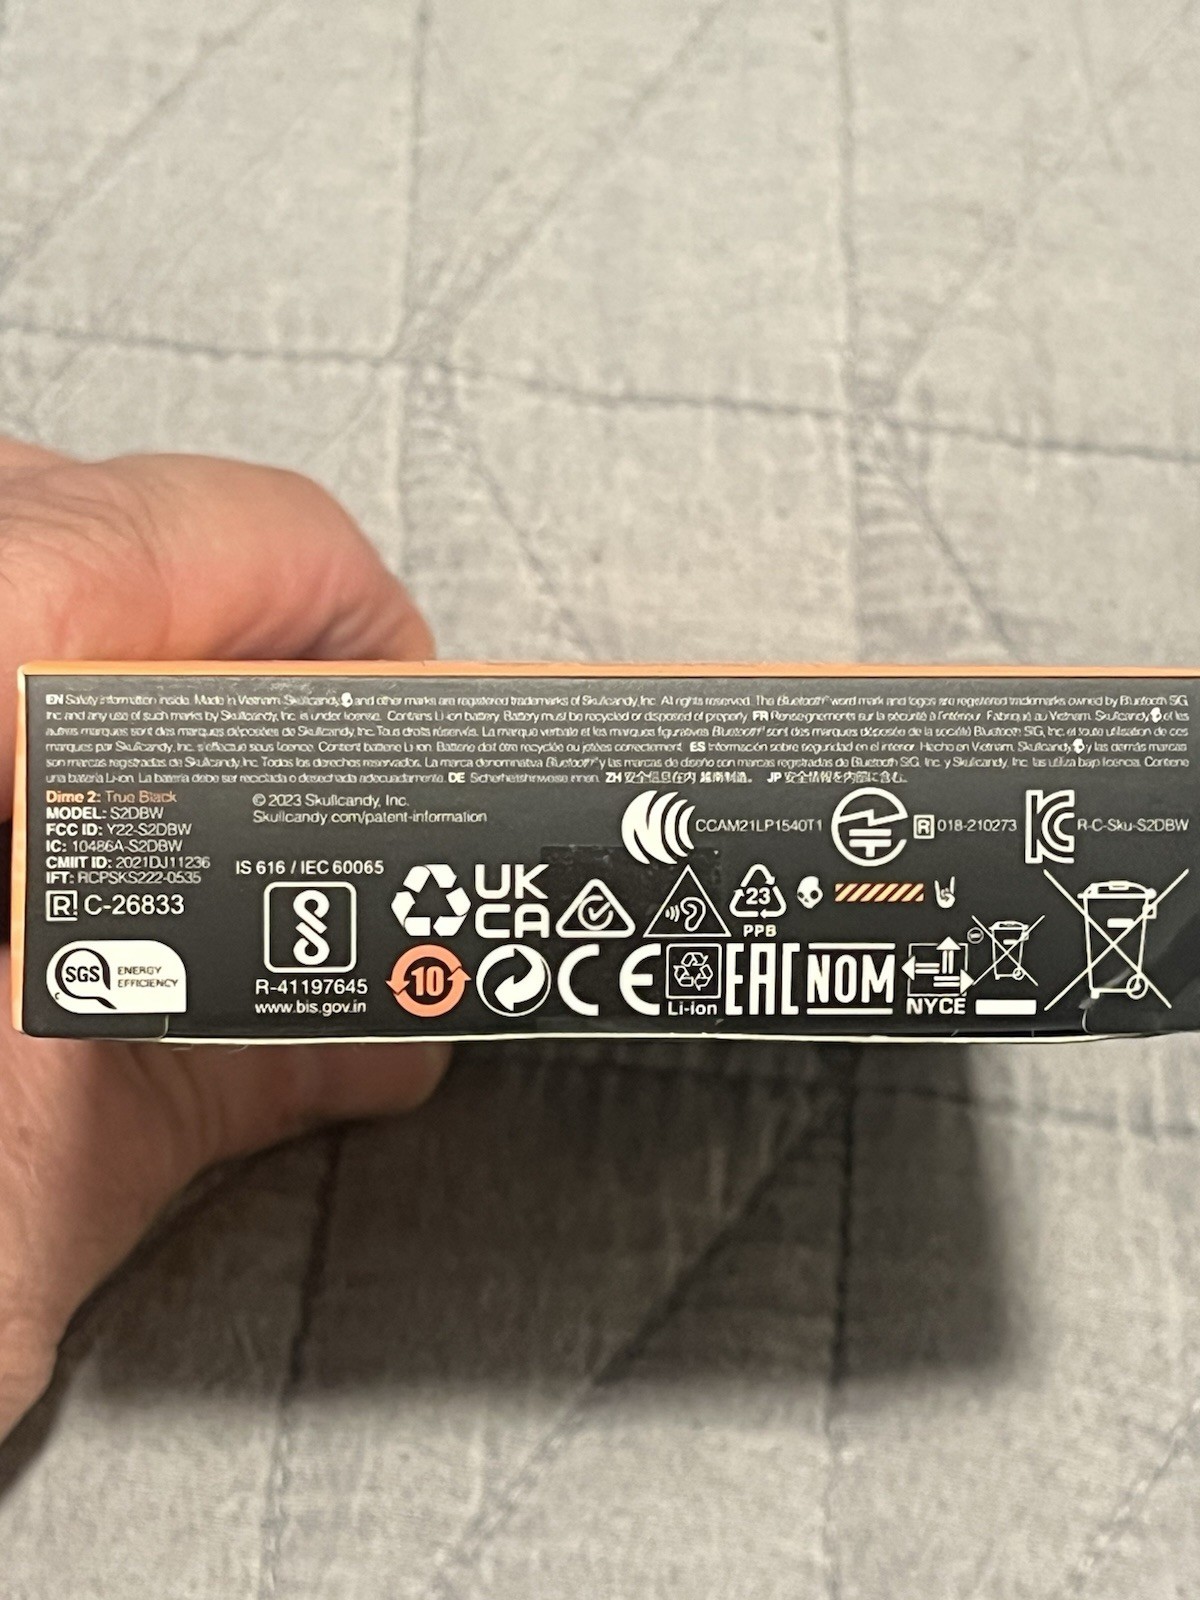 EN Safety information inside. Made in Vietnam. Skullcandy and other marks are registered trademarks of Skullcandy, Inc. All rights reserved. The Bluetooth® word mark and logos are registered trademarks owned by Bluetooth SIG,
Inc and any use of such marks by Skullcandy, Inc. is under license. Contains Li-ion battery. Battery must be recycled or disposed of properly. FR Renseignements sur la sécurité à l'intérieur. Fabriqué au Vietnam. Skullcandy et les
autres marques sont des marques déposées de Skullcandy, Inc. Tous droits réservés. La marque verbale et les marques figuratives Bluetooth® sont des marques déposée de la société Bluetooth SIG, Inc, et toute utilisation de ces
marques par Skullcandy, Inc. s'effectue sous licence. Contient batterie Li-ion. Batterie doit être recyclée ou jetées correctement. ES Información sobre seguridad en el interior. Hecho en Vietnam. Skullcandy y las demás marcas
son marcas registradas de Skullcandy, Inc. Todos los derechos reservados. La marca denominativa Bluetooth® y las marcas de diseño son marcas registradas de Bluetooth SIG, Inc. y Skullcandy, Inc. las utiliza bajo licencia. Contiene
una batería Li-ion. La batería debe ser reciclada o desechada adecuadamente. DE Sicherheitshinweise innen. ZH 安全信息在内 越南制造。 JP 安全情報を内部に含む。
Dime 2: True Black
MODEL: S2DBW
FCC ID: Y22-S2DBW
IC: 10486A-S2DBW
CMIIT ID: 2021DJ11236
IFT: RCPSKS222-0535
R! C-26833
© 2023 Skullcandy, Inc.
Skullcandy.com/patent-information
CCAM21LP1540T1
R 018-210273
R-C-Sku-S2DBW
IS 616 / IEC 60065
R-41197645
www.bis.gov.in
SGS ENERGY
EFFICIENCY
UK
CA
23
PPB
10
CE
Li-ion
EAC
NOM
NYCE